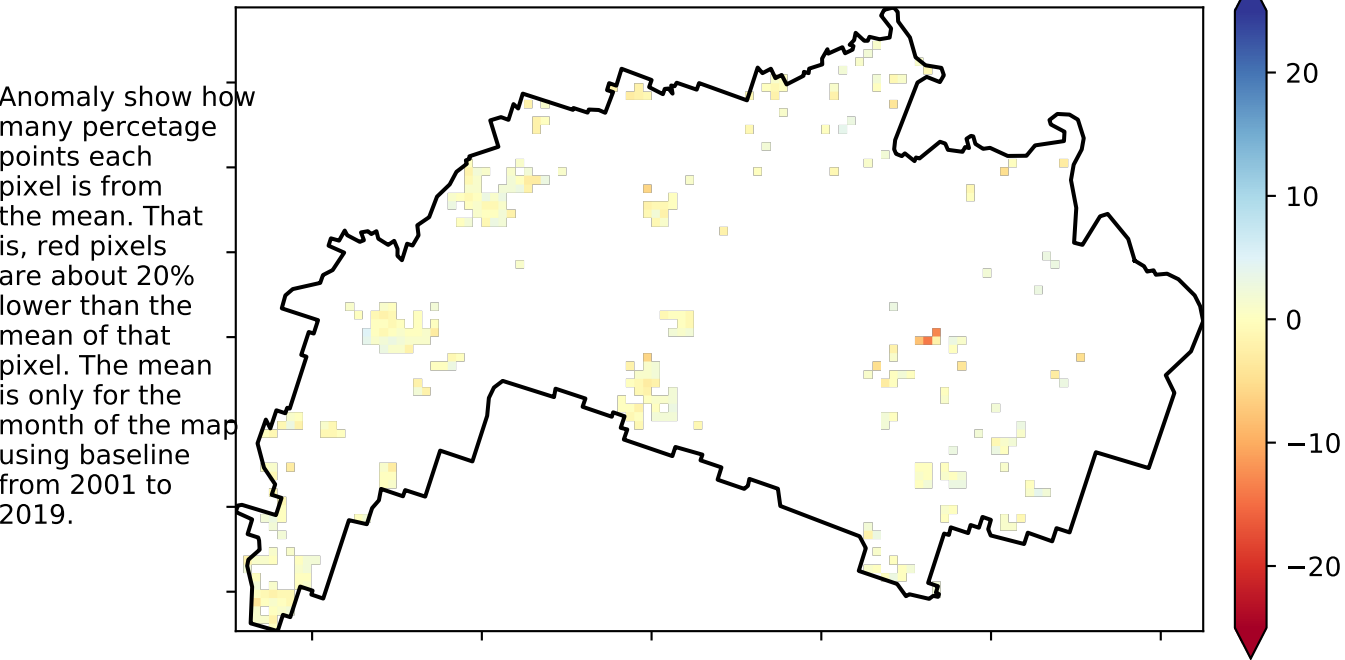 Anomaly show how
many percetage
points each
pixel is from
the mean. That
is, red pixels
are about 20%
lower than the
mean of that
pixel. The mean
is only for the
month of the map
using baseline
from 2001 to
2019.
20
10
0
−10
−20